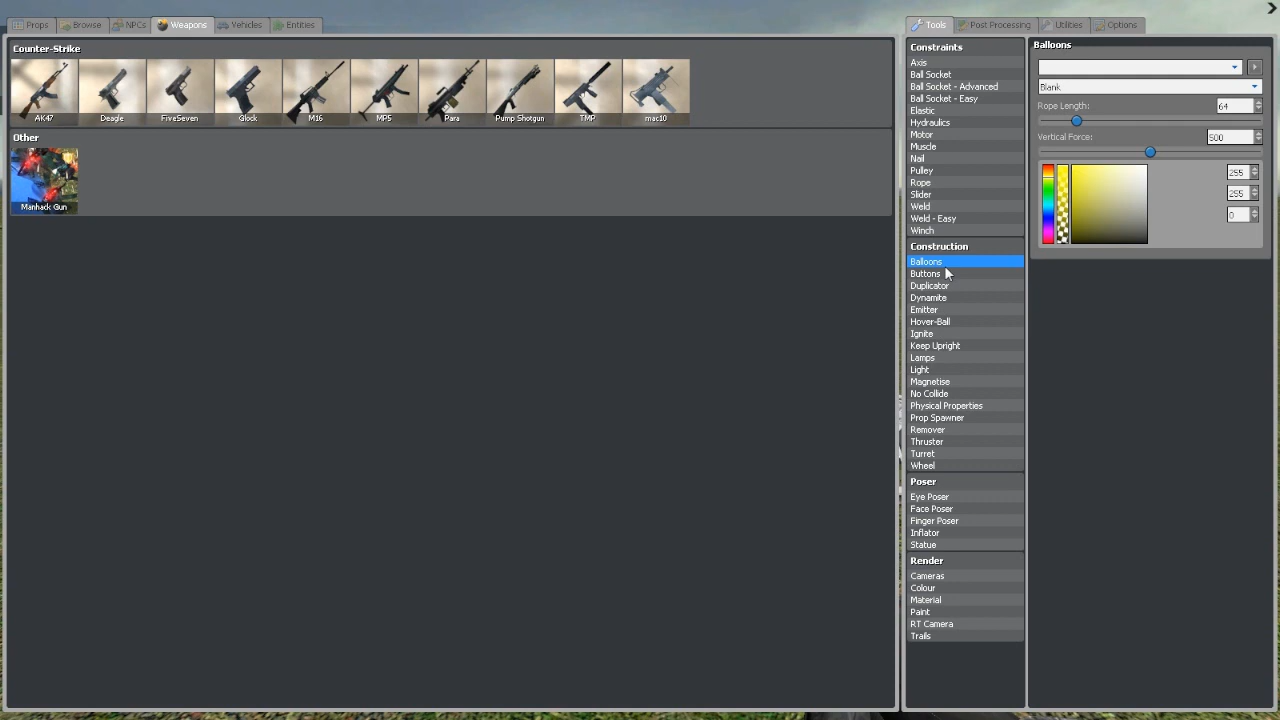 Props Browse NPCs Weapons Vehicles Entities
Counter-Strike
AK47 Deagle FiveSeven Glock M16 MP5 Para Pump Shotgun TMP mac10
Other
Manhack Gun
Tools Post Processing Utilities Options
Constraints
Axis
Ball Socket
Ball Socket - Advanced
Ball Socket - Easy
Elastic
Hydraulics
Motor
Muscle
Nail
Pulley
Rope
Slider
Weld
Weld - Easy
Winch
Construction
Balloons
Buttons
Duplicator
Dynamite
Emitter
Hover-Ball
Ignite
Keep Upright
Lamps
Light
Magnetise
No Collide
Physical Properties
Prop Spawner
Remover
Thruster
Turret
Wheel
Poser
Eye Poser
Face Poser
Finger Poser
Inflator
Statue
Render
Cameras
Colour
Material
Paint
RT Camera
Trails
Balloons
Blank
Rope Length: 64
Vertical Force: 500
255
255
0